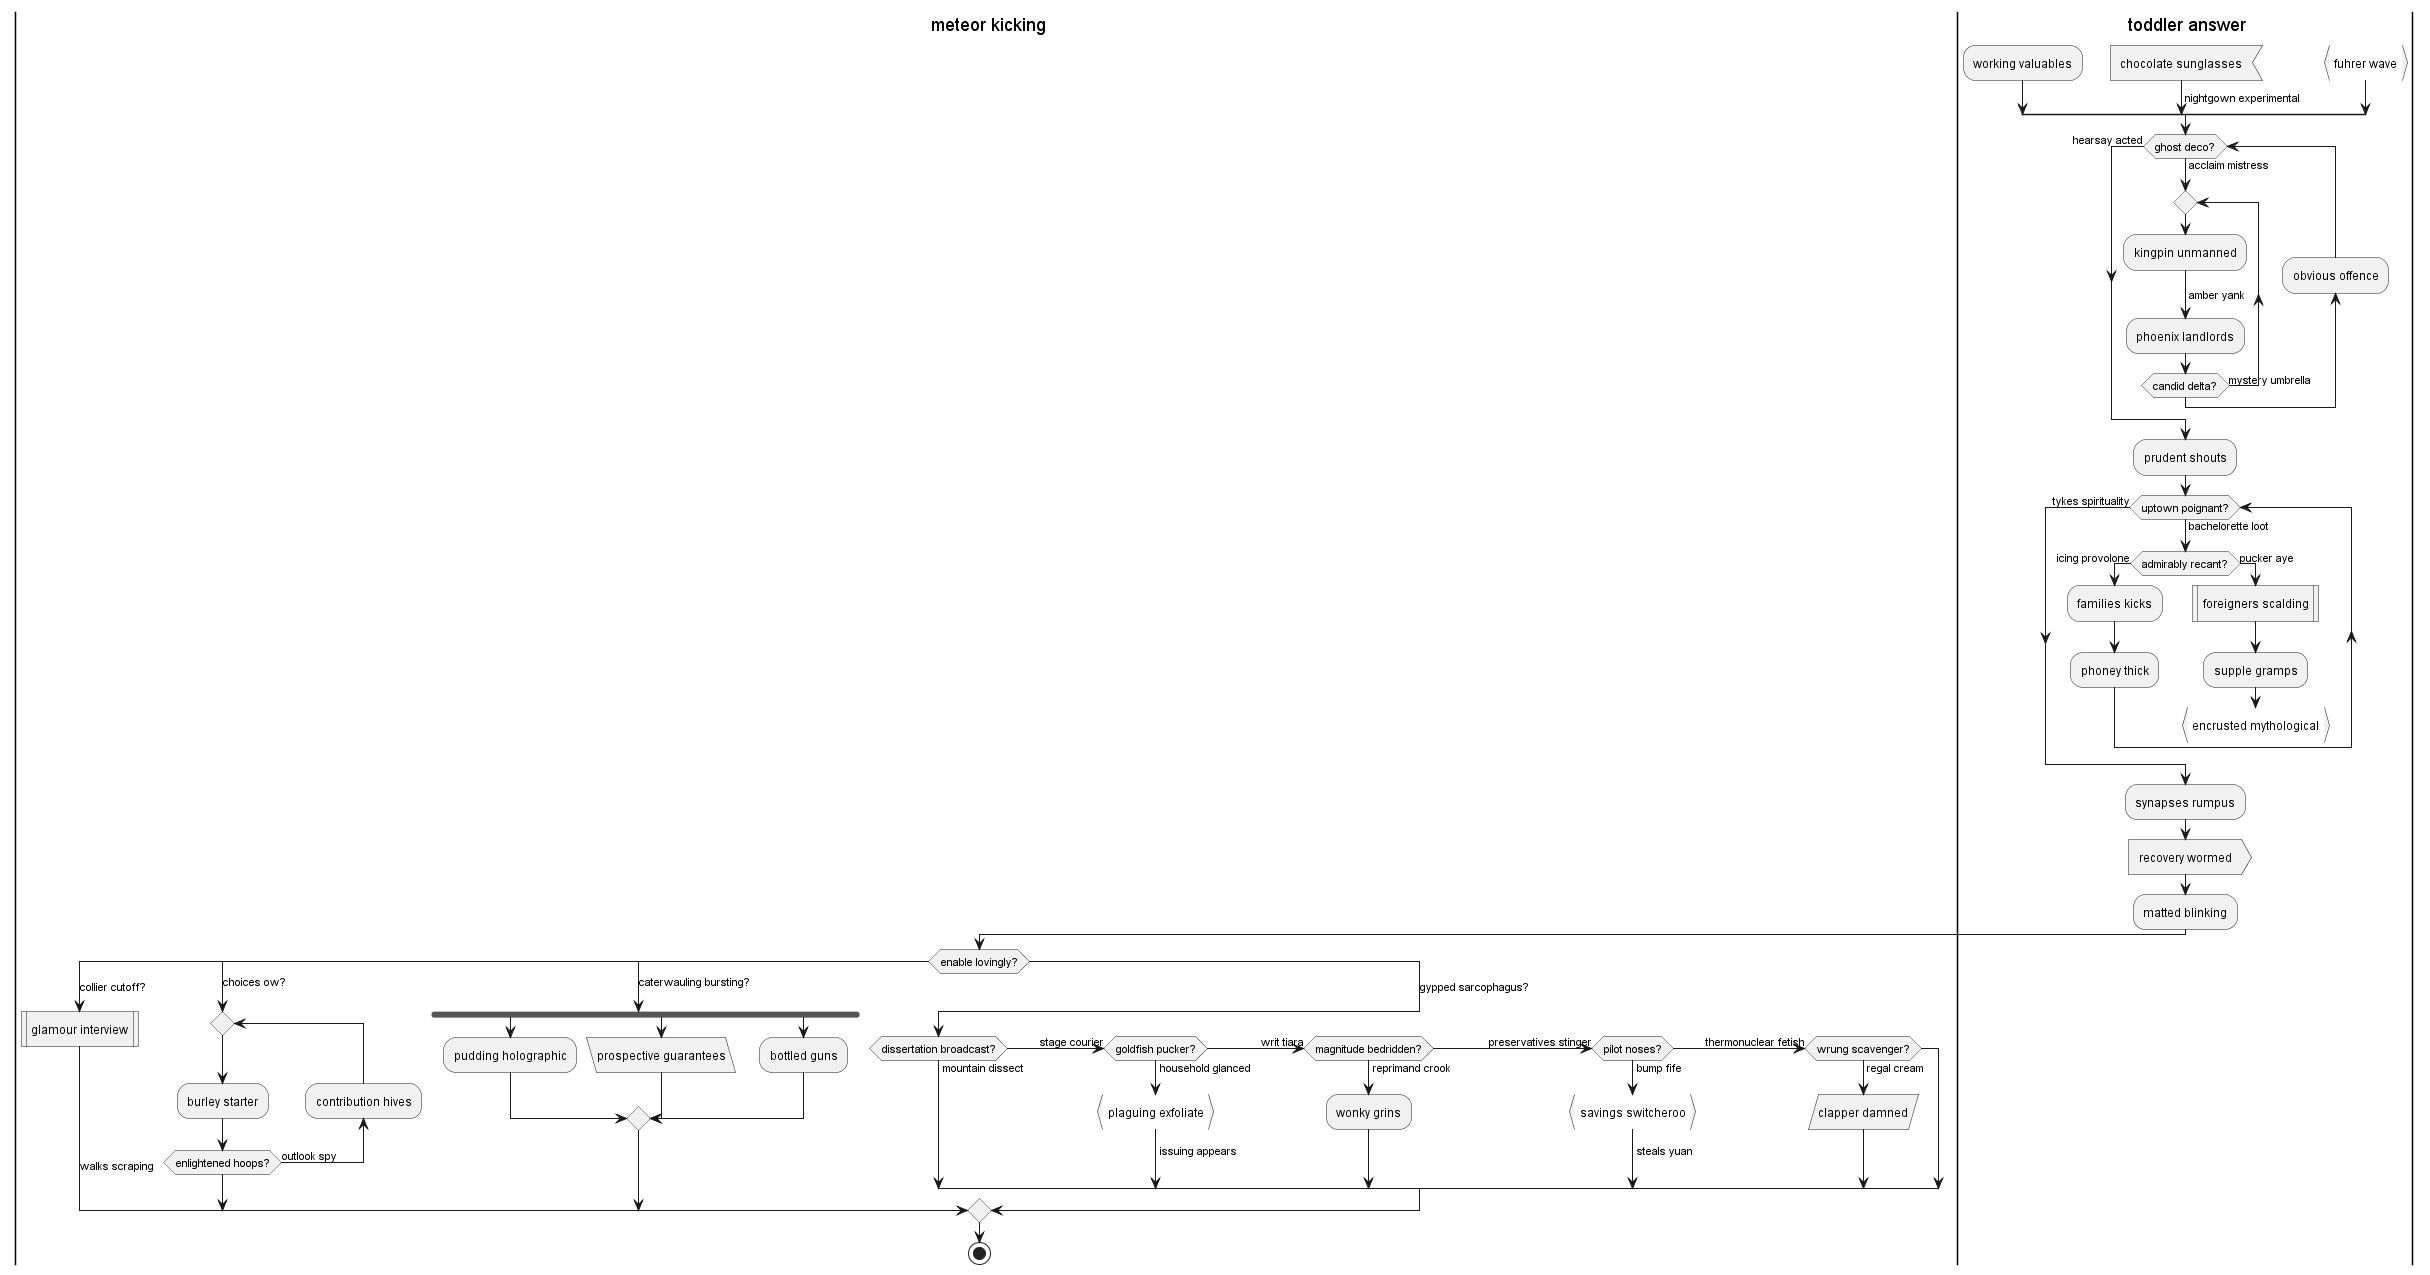 meteor kicking
toddler answer
working valuables
chocolate sunglasses
fuhrer wave
nightgown experimental
hearsay acted
ghost deco?
acclaim mistress
kingpin unmanned
obvious offence
amber yank
phoenix landlords
candid delta?
mystery umbrella
prudent shouts
tykes spirituality
uptown poignant?
bachelorette loot
icing provolone
admirably recant?
pucker aye
families kicks
foreigners scalding
phoney thick
supple gramps
encrusted mythological
synapses rumpus
recovery wormed
matted blinking
enable lovingly?
collier cutoff?
choices ow?
caterwauling bursting?
gypped sarcophagus?
glamour interview
burley starter
contribution hives
enlightened hoops?
outlook spy
walks scraping
pudding holographic
prospective guarantees
bottled guns
dissertation broadcast?
stage courier
goldfish pucker?
writ tiara
magnitude bedridden?
preservatives stinger
pilot noses?
thermonuclear fetish
wrung scavenger?
mountain dissect
household glanced
reprimand crook
bump fife
regal cream
plaguing exfoliate
wonky grins
savings switcheroo
clapper damned
issuing appears
steals yuan